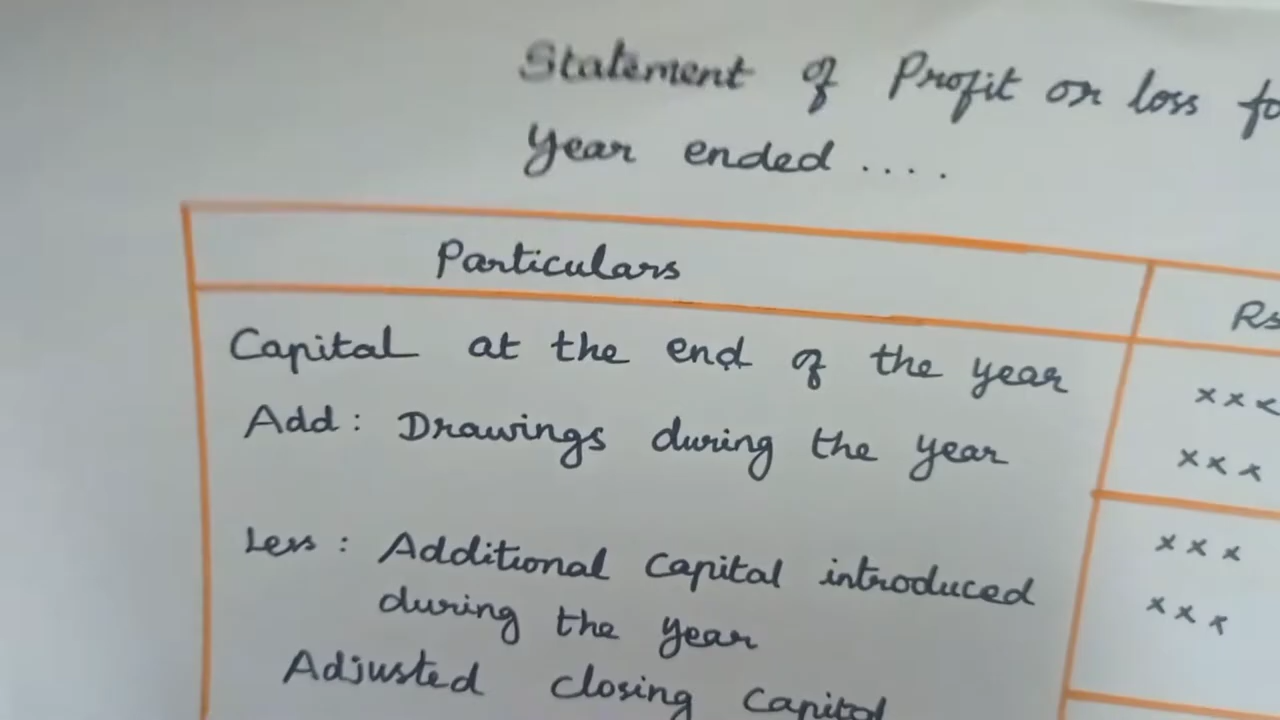 Statement of Profit or loss fo
Year ended ....
Particulars
Rs
Capital at the end of the year
xxx
Add: Drawings during the year
xxx
xxx
Less: Additional Capital introduced
during the year
xxx
Adjusted closing Capital